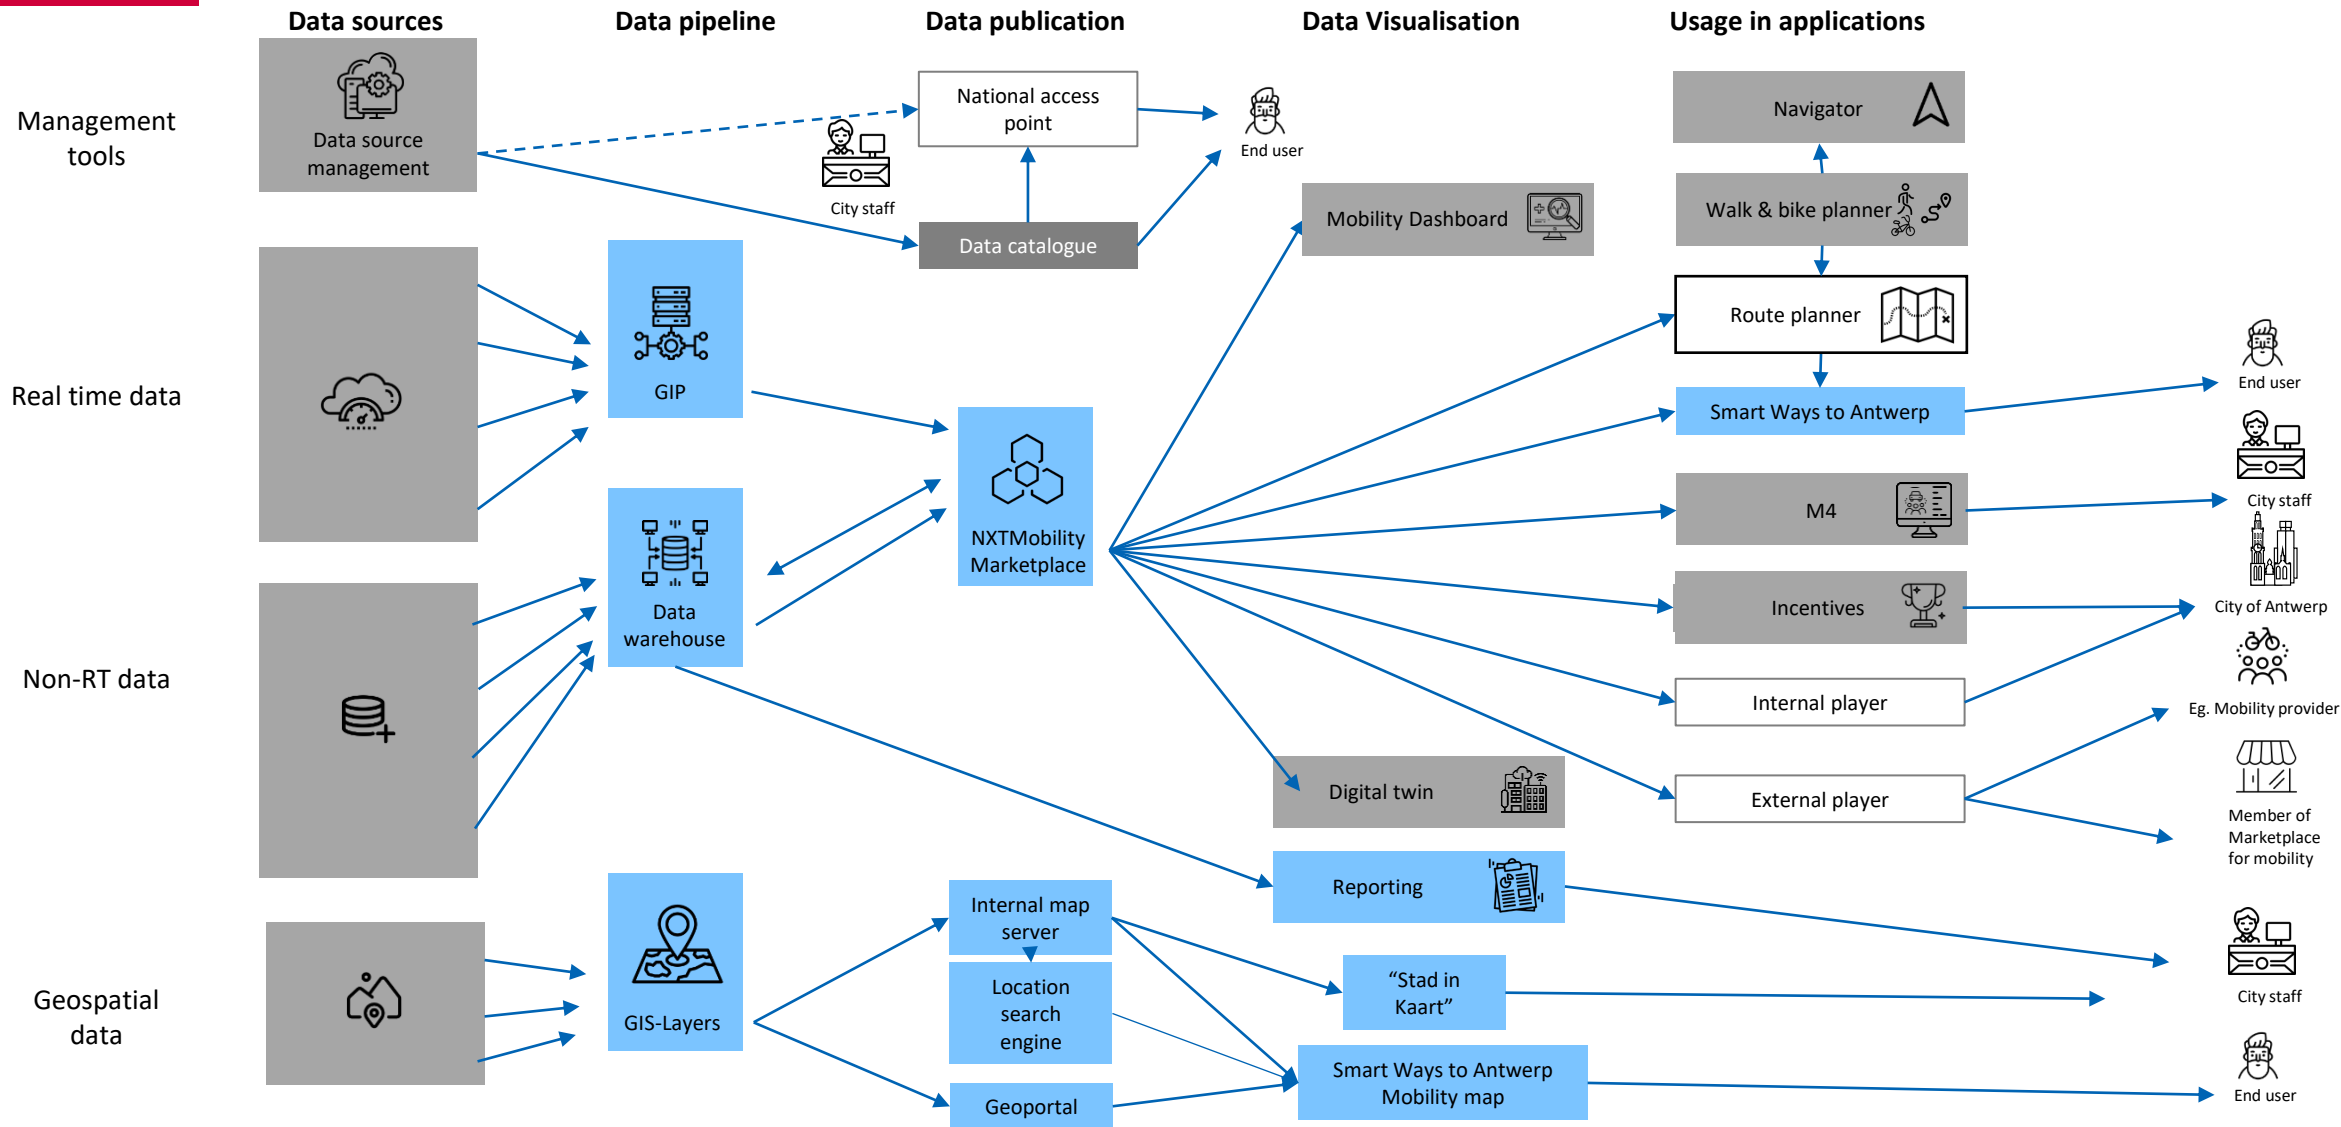 Data sources
Data pipeline
Data publication
Data Visualisation
Usage in applications
Management
tools
Data source
management
City staff
National access
point
Data catalogue
End user
Mobility Dashboard
Navigator
Walk & bike planner
Route planner
Smart Ways to Antwerp
End user
Real time data
GIP
NXTMobility
Marketplace
M4
City staff
Incentives
City of Antwerp
Non-RT data
Data
warehouse
Internal player
Eg. Mobility provider
Digital twin
External player
Member of
Marketplace
for mobility
Reporting
City staff
Geospatial
data
GIS-Layers
Internal map
server
Location
search
engine
Geoportal
“Stad in
Kaart”
Smart Ways to Antwerp
Mobility map
End user